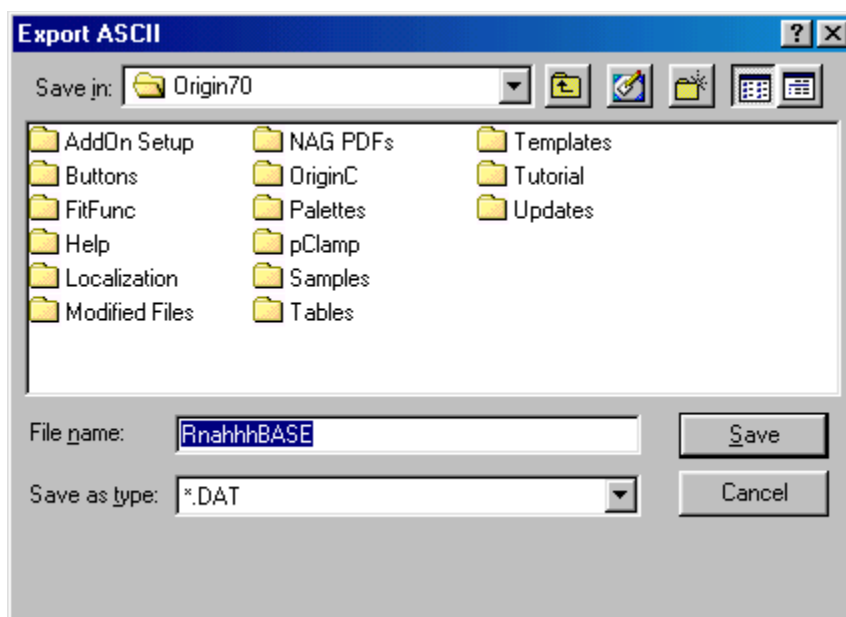 Export ASCII
Save in: Origin70
AddOn Setup NAG PDFs Templates
Buttons OriginC Tutorial
FitFunc Palettes Updates
Help pClamp
Localization Samples
Modified Files Tables
File name: RnahhhBASE Save
Save as type: *.DAT Cancel